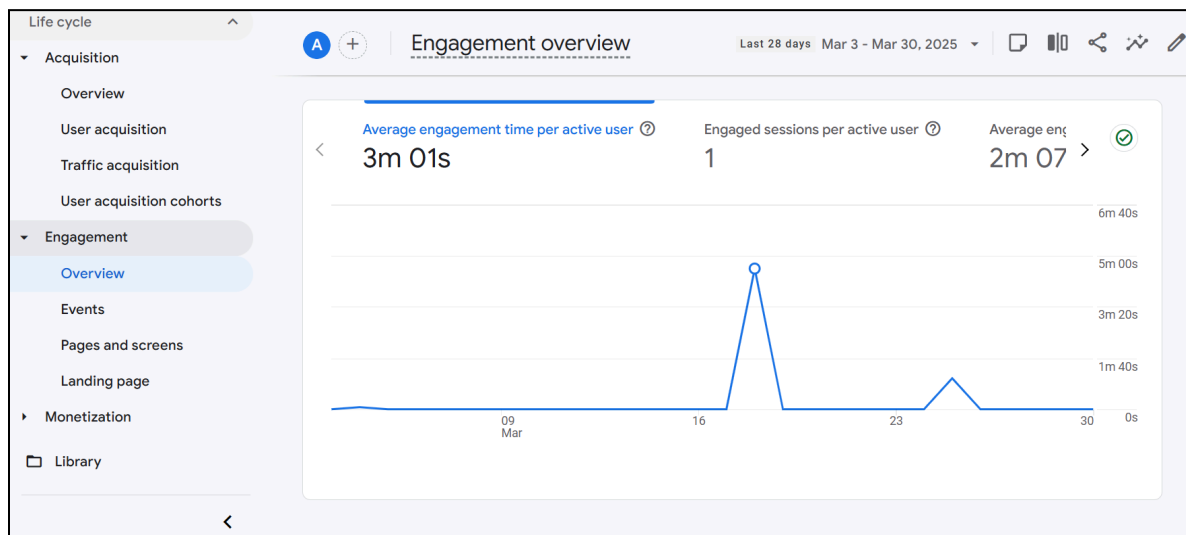 Life cycle
Acquisition
Overview
User acquisition
Traffic acquisition
User acquisition cohorts
Engagement
Overview
Events
Pages and screens
Landing page
Monetization
Library
A
Engagement overview
Last 28 days Mar 3 - Mar 30, 2025
Average engagement time per active user
3m 01s
Engaged sessions per active user
1
Average eng
2m 07
6m 40s
5m 00s
3m 20s
1m 40s
0s
09
Mar
16
23
30